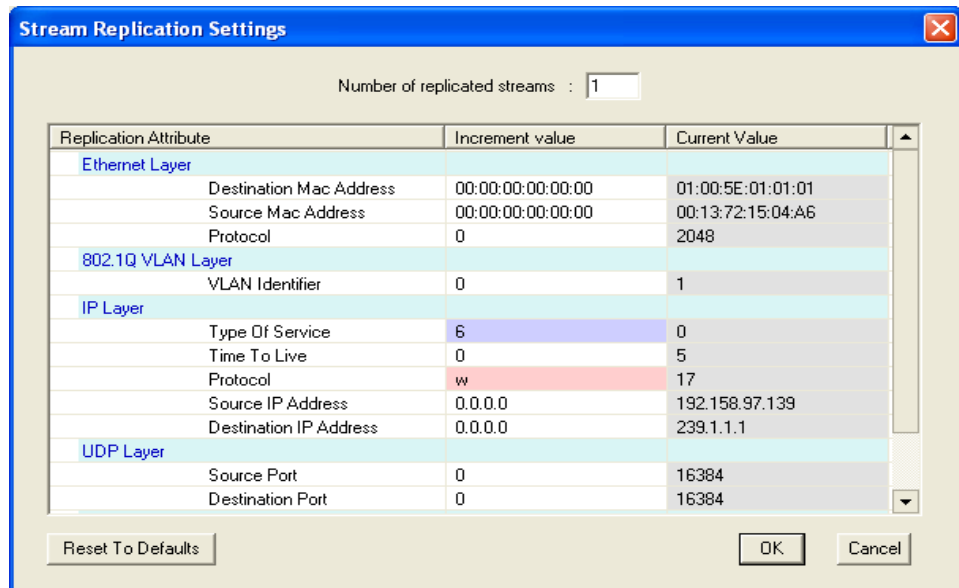 Stream Replication Settings
Number of replicated streams : 1
Replication Attribute Increment value Current Value
Ethernet Layer
Destination Mac Address 00:00:00:00:00:00 01:00:5E:01:01:01
Source Mac Address 00:00:00:00:00:00 00:13:72:15:04:A6
Protocol 0 2048
802.1Q VLAN Layer
VLAN Identifier 0 1
IP Layer
Type Of Service 6 0
Time To Live 0 5
Protocol w 17
Source IP Address 0.0.0.0 192.158.97.139
Destination IP Address 0.0.0.0 239.1.1.1
UDP Layer
Source Port 0 16384
Destination Port 0 16384
Reset To Defaults OK Cancel